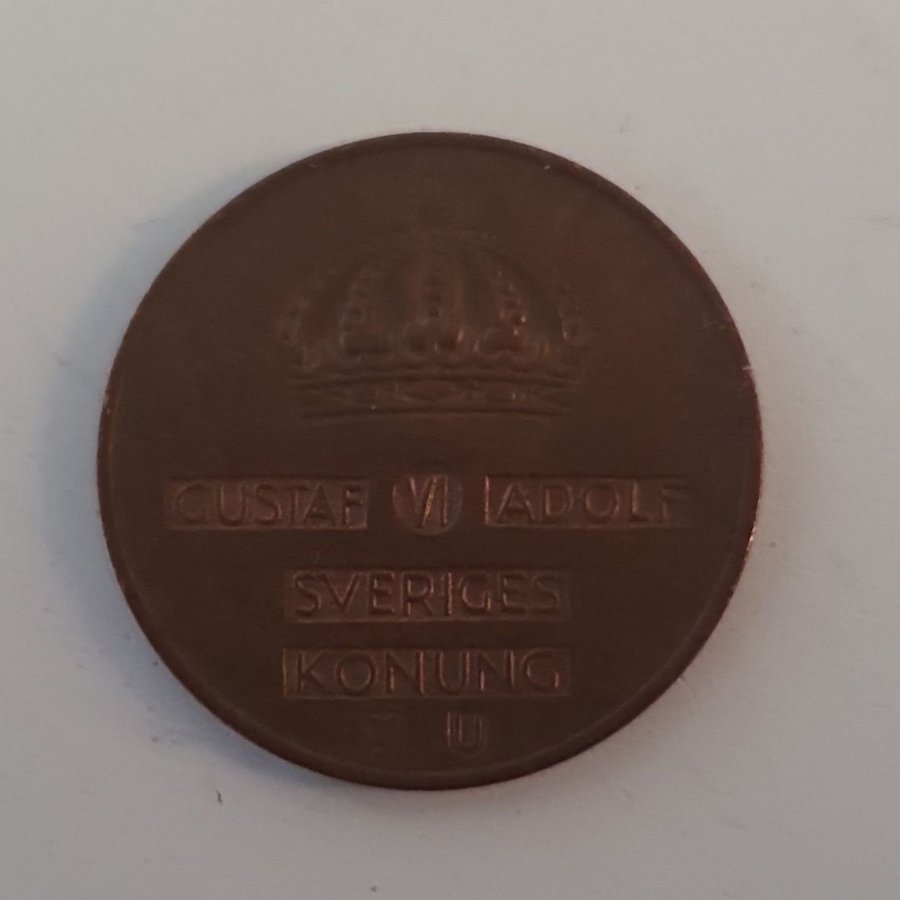 GUSTAF VI ADOLF
SVERIGES
KONUNG
U